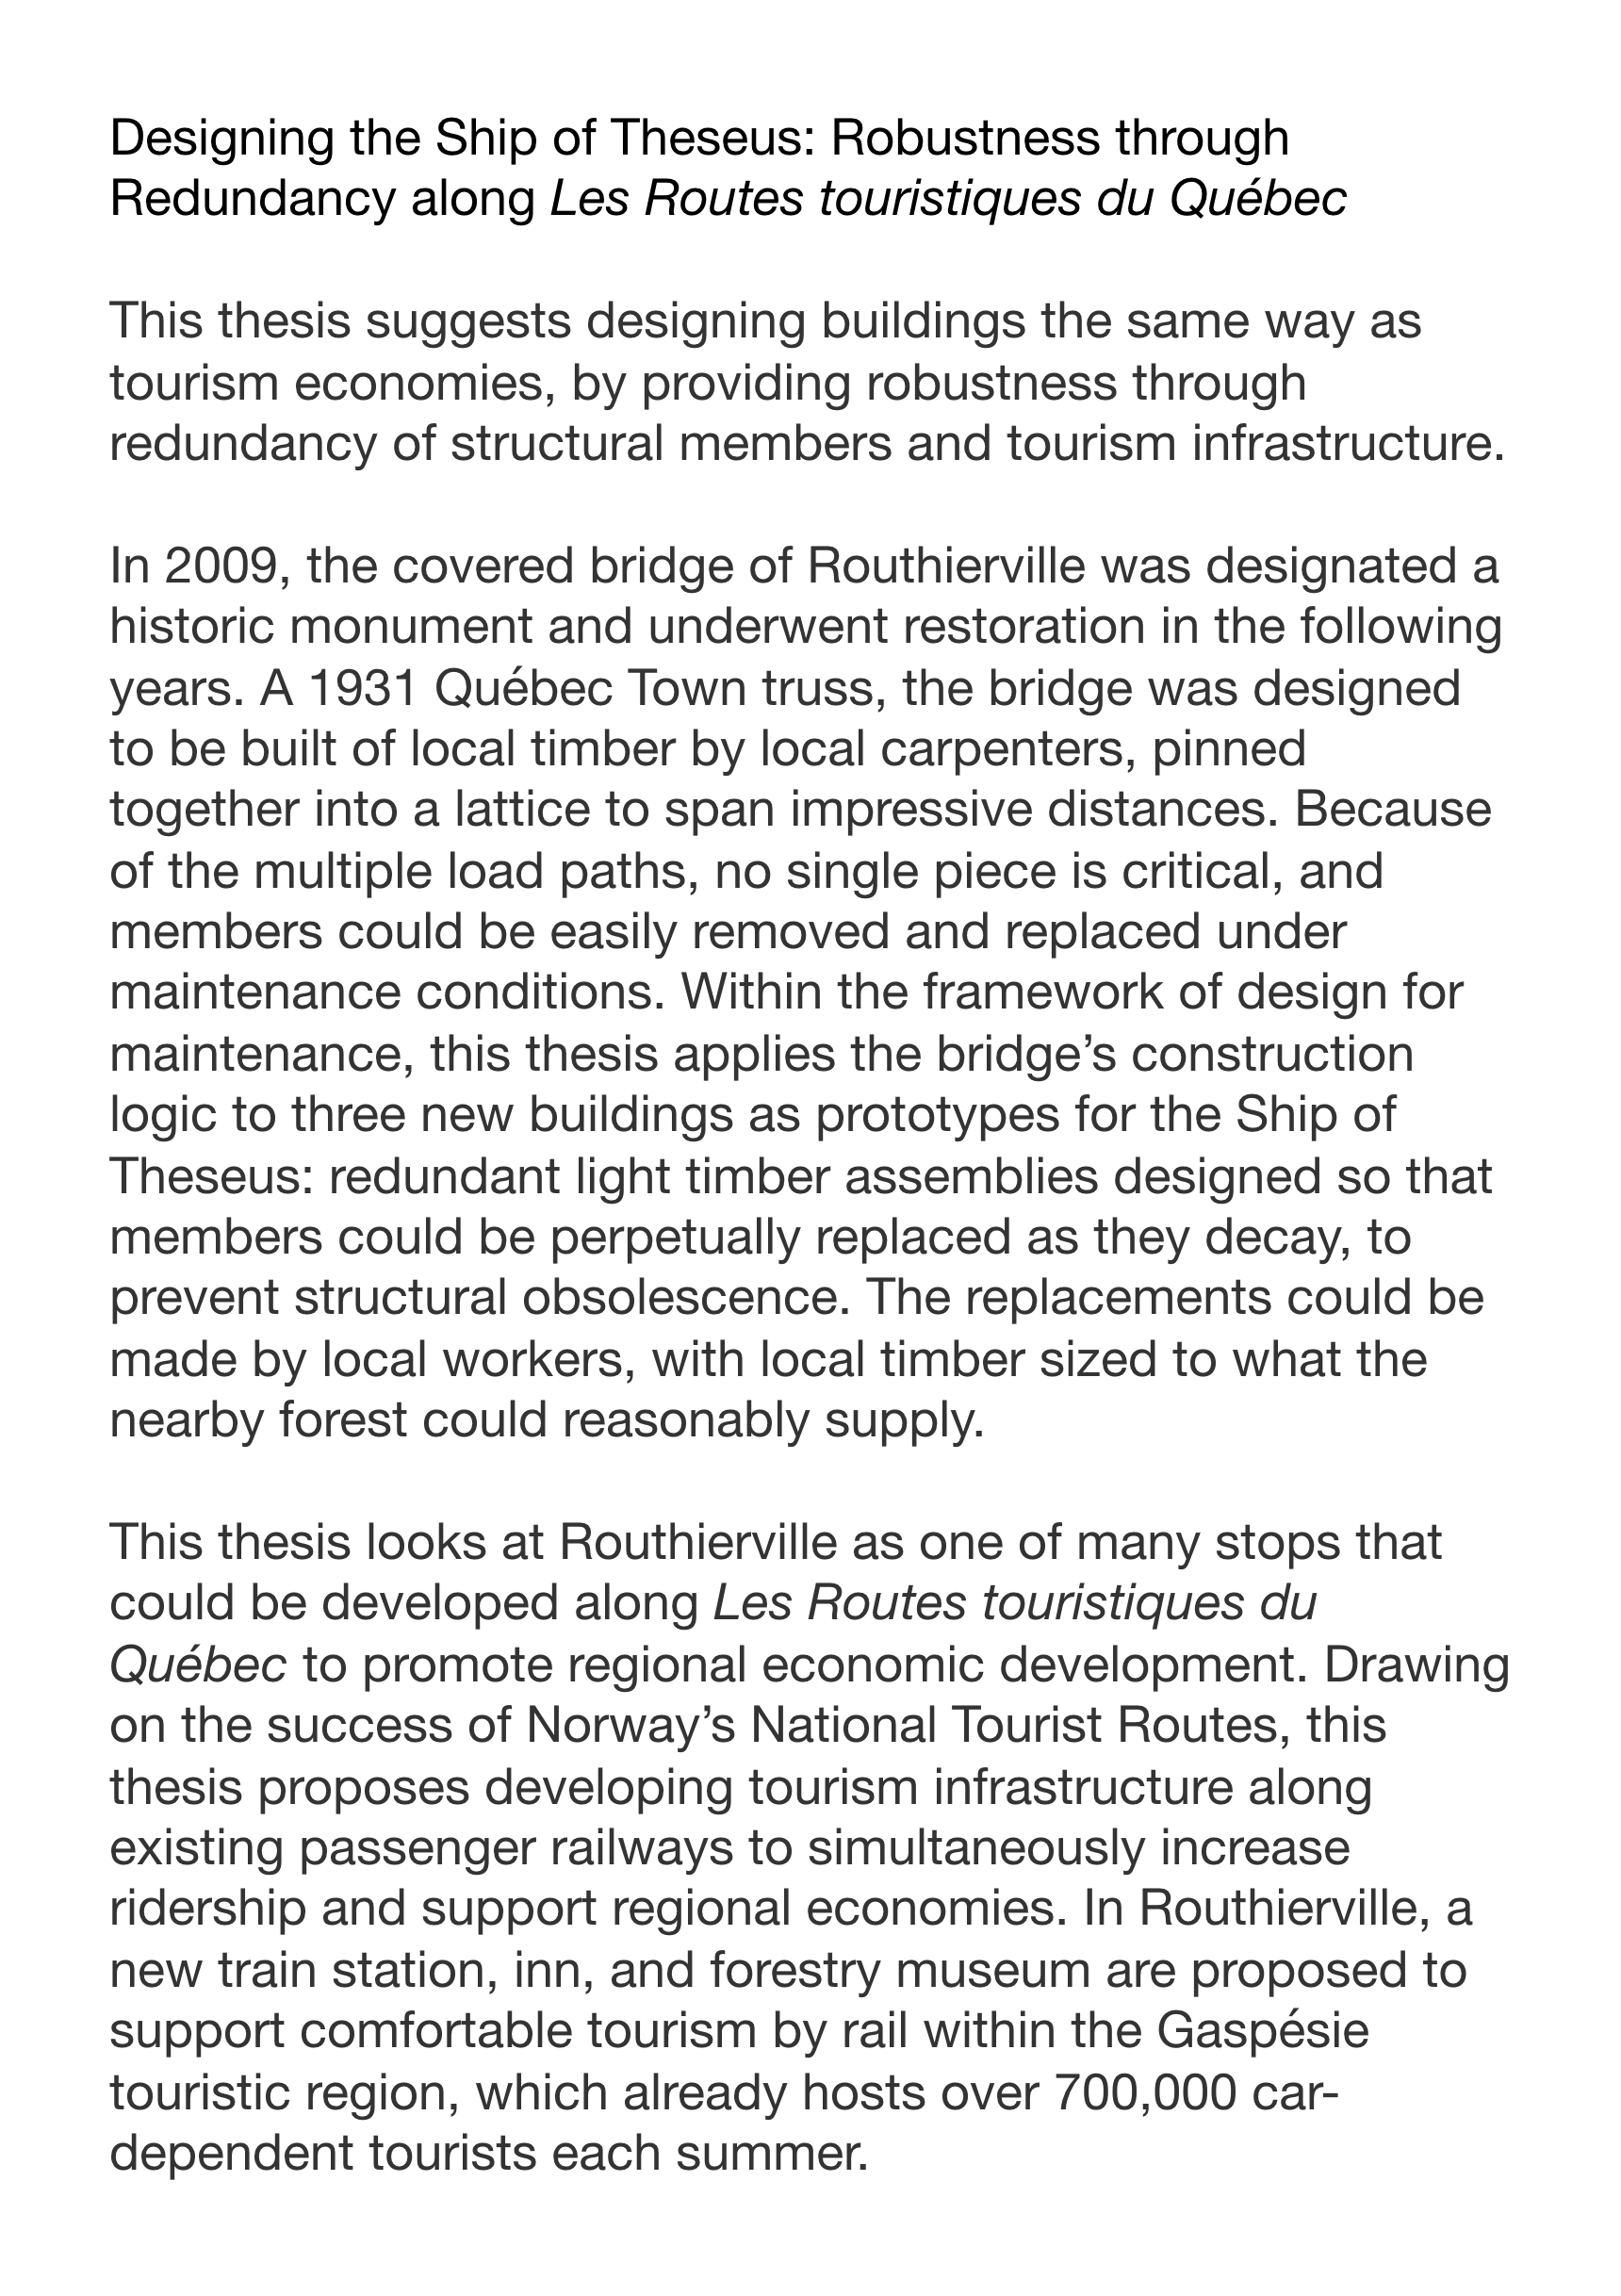 Designing the Ship of Theseus: Robustness through
Redundancy along Les Routes touristiques du Québec
This thesis suggests designing buildings the same way as
tourism economies, by providing robustness through
redundancy of structural members and tourism infrastructure.
In 2009, the covered bridge of Routhierville was designated a
historic monument and underwent restoration in the following
years. A 1931 Québec Town truss, the bridge was designed
to be built of local timber by local carpenters, pinned
together into a lattice to span impressive distances. Because
of the multiple load paths, no single piece is critical, and
members could be easily removed and replaced under
maintenance conditions. Within the framework of design for
maintenance, this thesis applies the bridge’s construction
logic to three new buildings as prototypes for the Ship of
Theseus: redundant light timber assemblies designed so that
members could be perpetually replaced as they decay, to
prevent structural obsolescence. The replacements could be
made by local workers, with local timber sized to what the
nearby forest could reasonably supply.
This thesis looks at Routhierville as one of many stops that
could be developed along Les Routes touristiques du
Québec to promote regional economic development. Drawing
on the success of Norway’s National Tourist Routes, this
thesis proposes developing tourism infrastructure along
existing passenger railways to simultaneously increase
ridership and support regional economies. In Routhierville, a
new train station, inn, and forestry museum are proposed to
support comfortable tourism by rail within the Gaspésie
touristic region, which already hosts over 700,000 car-
dependent tourists each summer.